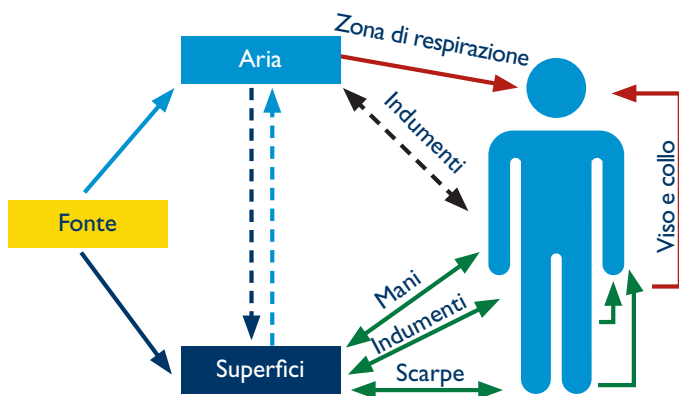 Zona di respirazione
Aria
Indumenti
Fonte
Viso e collo
Mani
Indumenti
Superfici
Scarpe